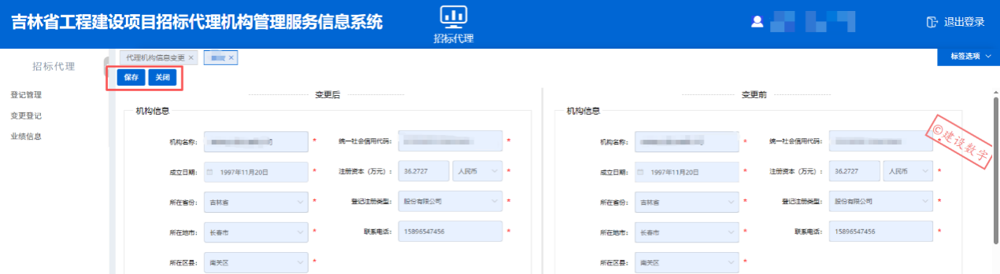 吉林省工程建设项目招标代理机构管理服务信息系统
招标代理
退出登录
招标代理
代理机构信息变更 ×
×
标签选项
保存 关闭
登记管理
变更登记
业绩信息
变更后
机构信息
机构名称： * 统一社会信用代码： *
成立日期： 1997年11月20日 * 注册资本（万元）： 36.2727 人民币 *
所在省份： 吉林省 * 登记注册类型： 股份有限公司 *
所在地市： 长春市 * 联系电话： 15896547456 *
所在区县： 南关区 *
变更前
机构信息
机构名称： * 统一社会信用代码： *
成立日期： 1997年11月20日 * 注册资本（万元）： 36.2727 人民币 *
所在省份： 吉林省 * 登记注册类型： 股份有限公司 *
所在地市： 长春市 * 联系电话： 15896547456 *
所在区县： 南关区 *
©建设数字